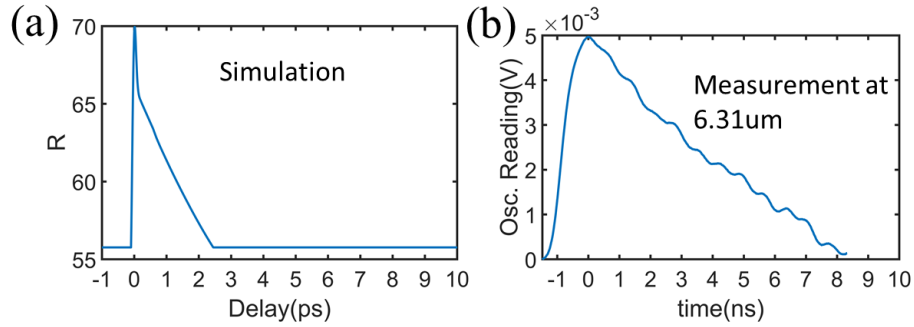 (a)
70
65
60
55
R
Simulation
-1 0 1 2 3 4 5 6 7 8 9 10
Delay(ps)
(b)
×10-3
5
4
3
2
1
0
Osc. Reading(V)
Measurement at
6.31um
-1 0 1 2 3 4 5 6 7 8 9 10
time(ns)